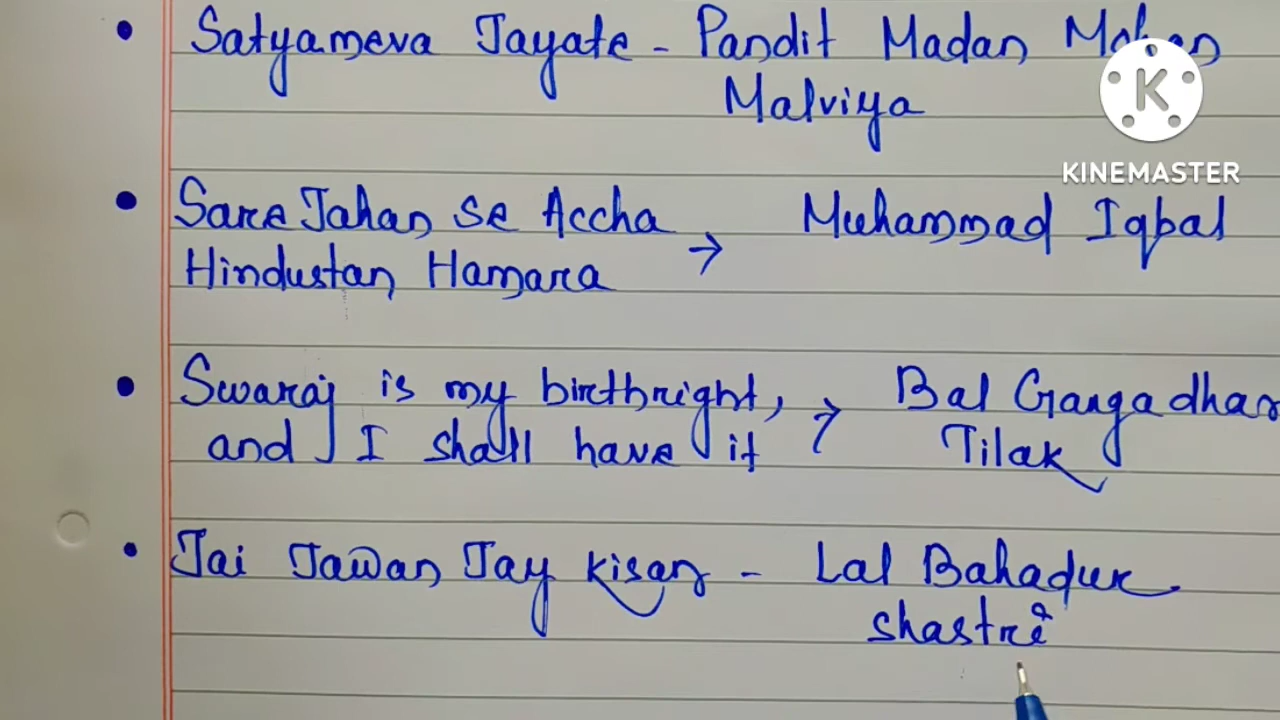 Satyameva Jayate - Pandit Madan Mohan
Malviya
K
KINEMASTER
Sare Jahan se Accha → Muhammad Iqbal
Hindustan Hamara
Swaraj is my birthright, → Bal Gangadhar
and I shall have it Tilak
Jai Jawan Jay Kisan - Lal Bahadur
Shastri